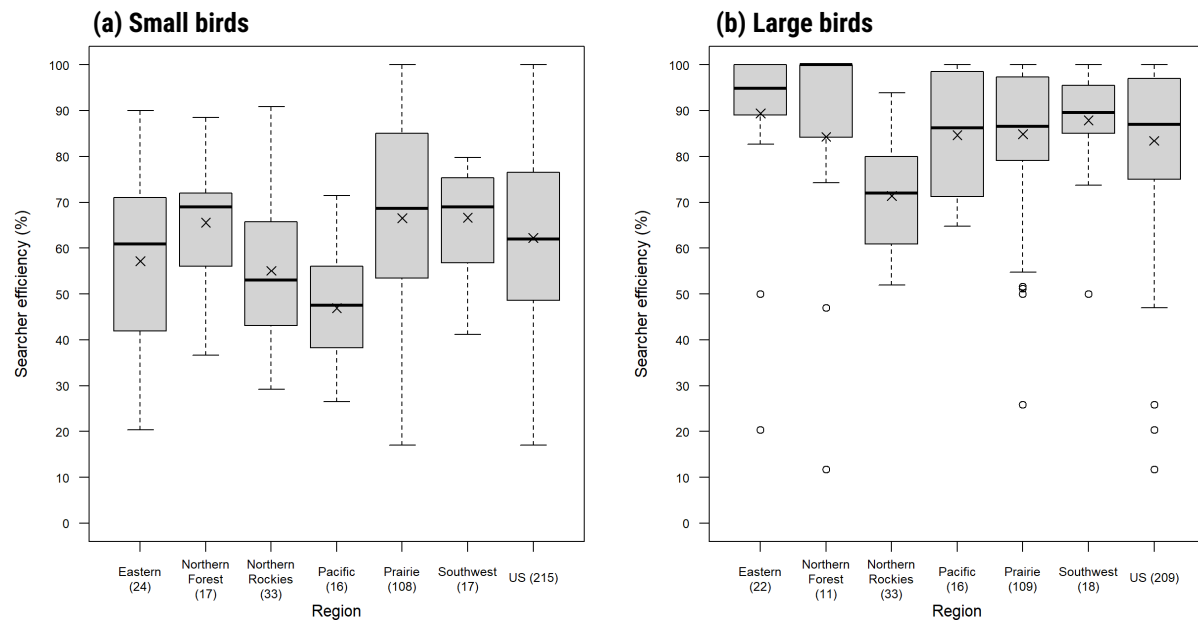 (a) Small birds
Searcher efficiency (%)
100
90
80
70
60
50
40
30
20
10
0
Eastern
(24)
Northern
Forest
(17)
Northern
Rockies
(33)
Pacific
(16)
Prairie
(108)
Southwest
(17)
US (215)
Region
(b) Large birds
Searcher efficiency (%)
100
90
80
70
60
50
40
30
20
10
0
Eastern
(22)
Northern
Forest
(11)
Northern
Rockies
(33)
Pacific
(16)
Prairie
(109)
Southwest
(18)
US (209)
Region